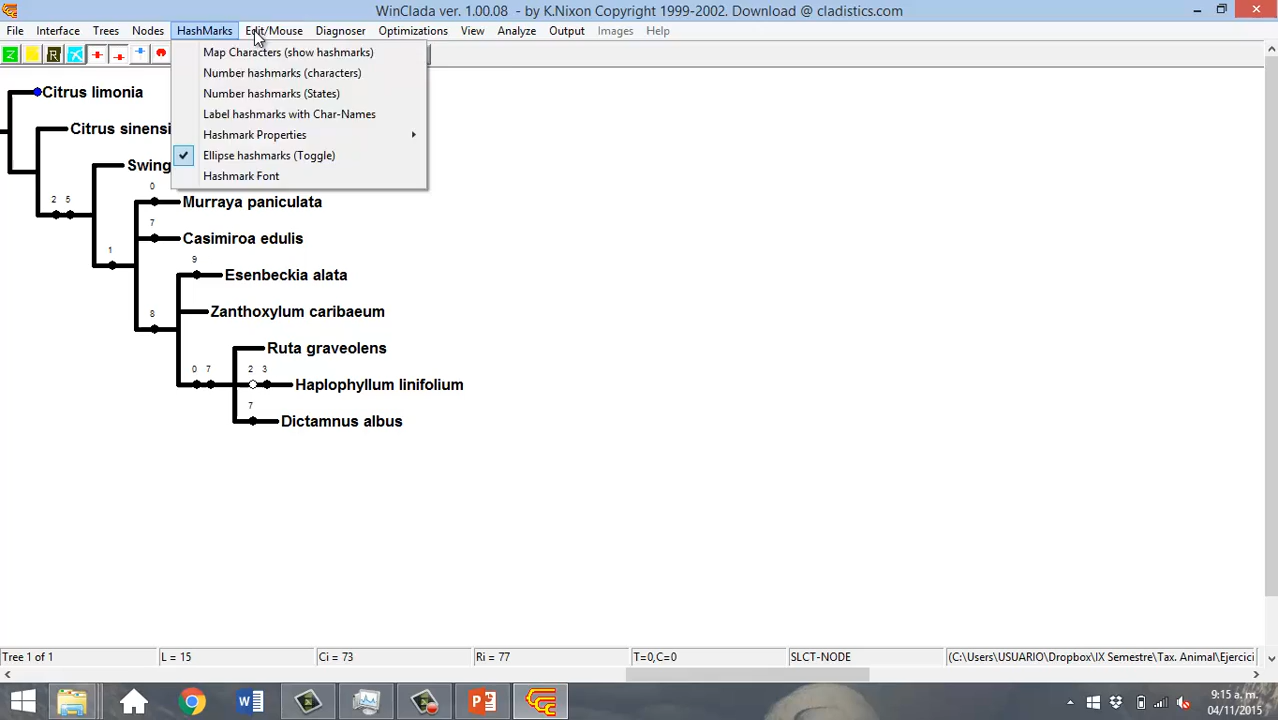 WinClada ver. 1.00.08 - by K.Nixon Copyright 1999-2002. Download @ cladistics.com
File Interface Trees Nodes HashMarks Edit/Mouse Diagnoser Optimizations View Analyze Output Images Help
Map Characters (show hashmarks)
Number hashmarks (characters)
Number hashmarks (States)
Label hashmarks with Char-Names
Hashmark Properties
Ellipse hashmarks (Toggle)
Hashmark Font
Z R
Citrus limonia
Citrus sinensi
Swing
2 5
0
Murraya paniculata
7
Casimiroa edulis
1
9
Esenbeckia alata
Zanthoxylum caribaeum
8
Ruta graveolens
0 7 2 3
Haplophyllum linifolium
7
Dictamnus albus
Tree 1 of 1 L = 15 Ci = 73 Ri = 77 T=0,C=0 SLCT-NODE (C:\Users\USUARIO\Dropbox\IX Semestre\Tax. Animal\Ejercici
9:15 a. m.
04/11/2015